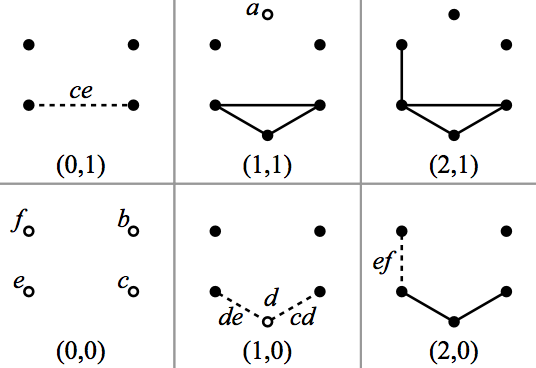 a
ce
(0,1) (1,1) (2,1)
f b
e c
ef
d
de cd
(0,0) (1,0) (2,0)